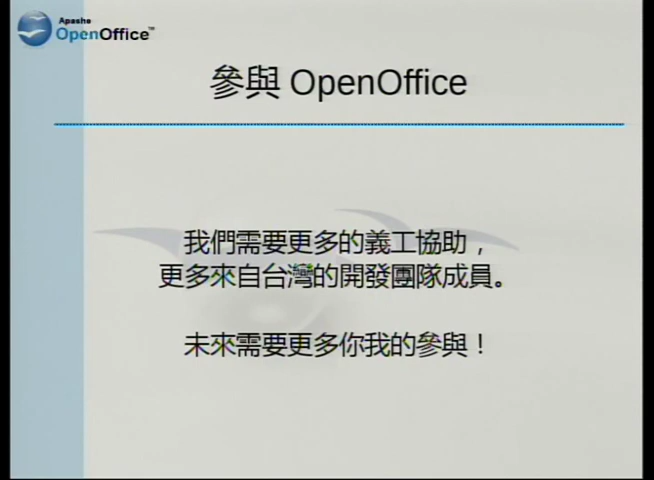 Apache
OpenOffice™
參與 OpenOffice
我們需要更多的義工協助，
更多來自台灣的開發團隊成員。
未來需要更多你我的參與！